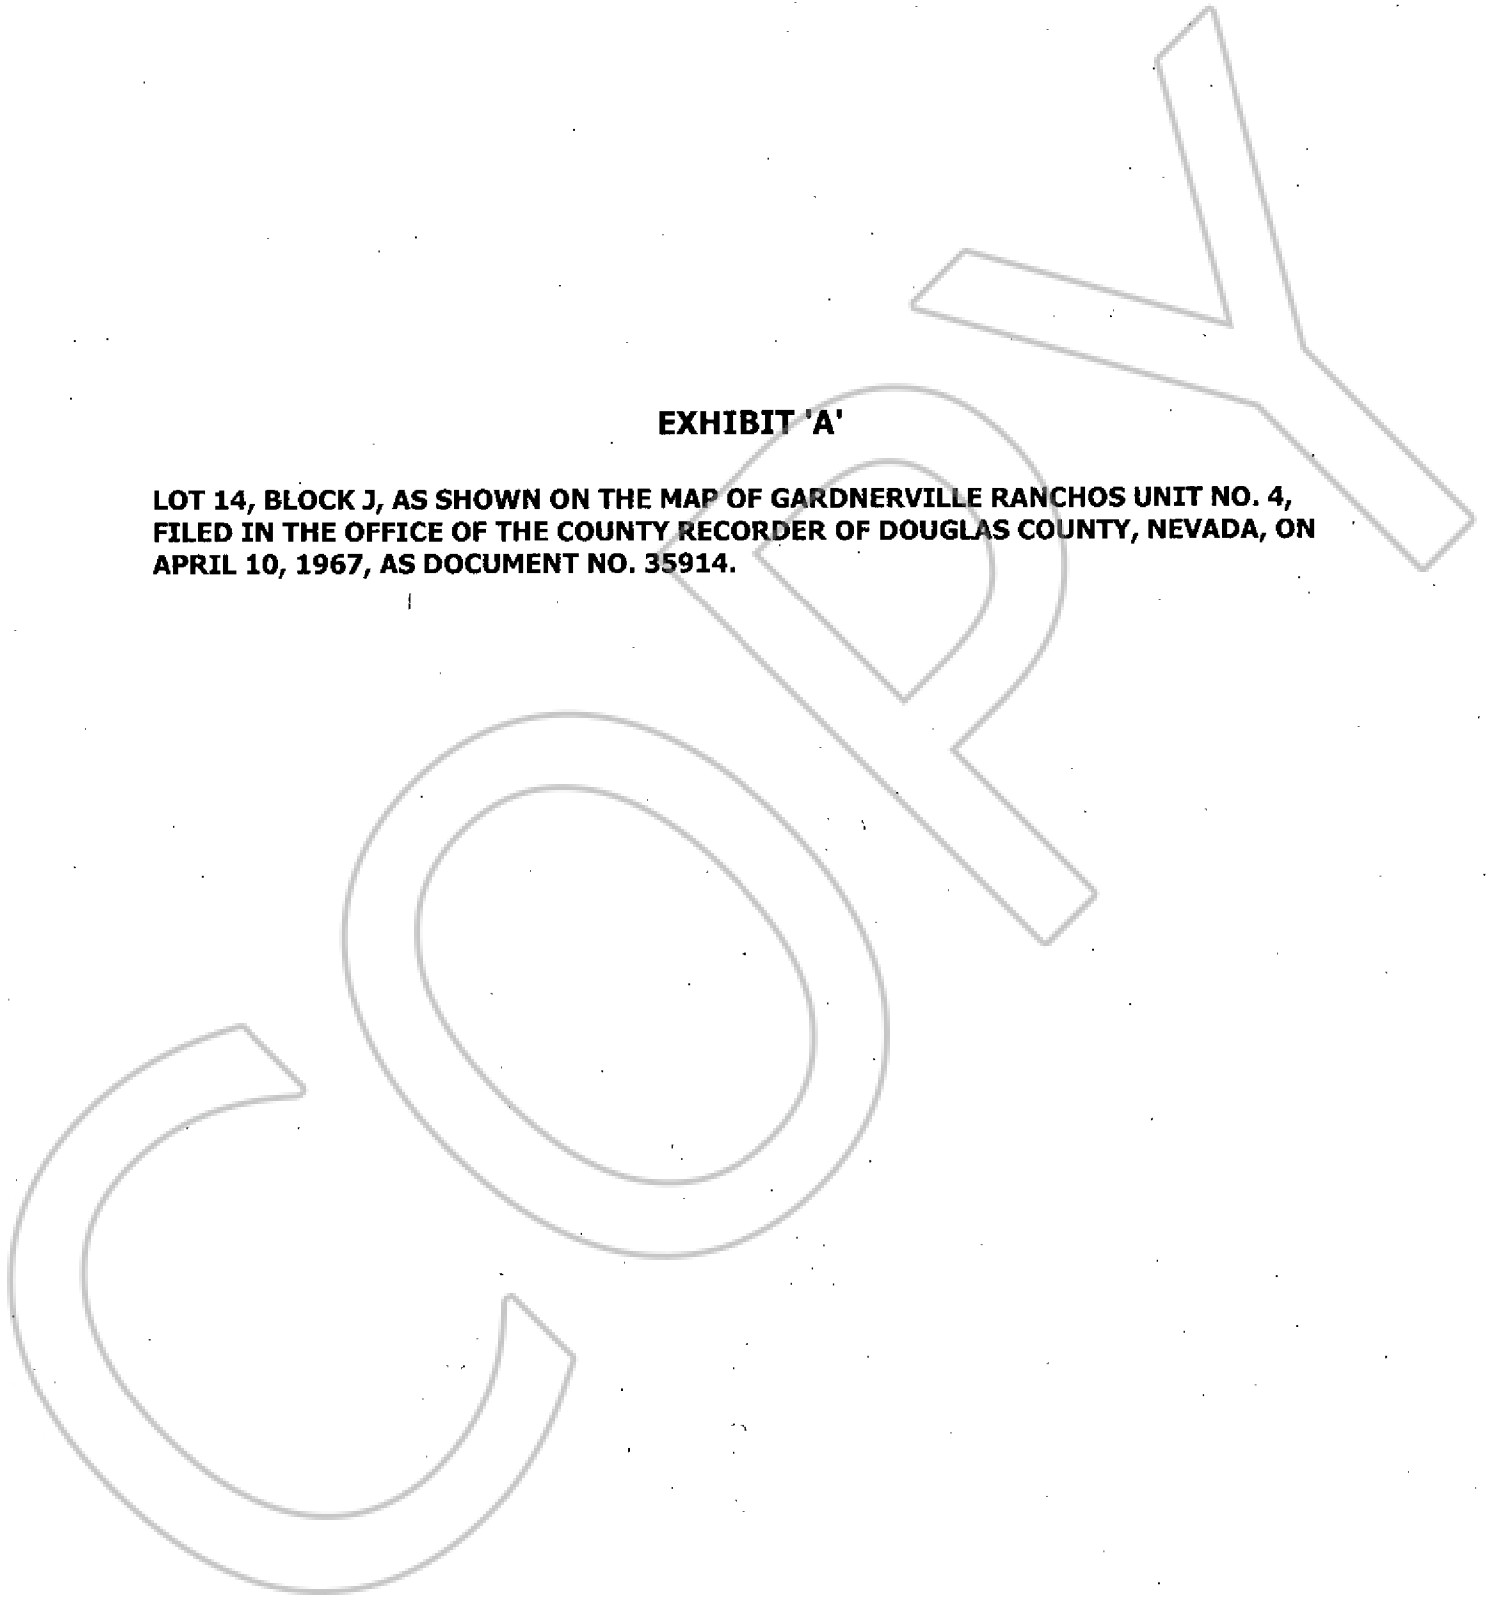 EXHIBIT 'A'
LOT 14, BLOCK J, AS SHOWN ON THE MAP OF GARDNERVILLE RANCHOS UNIT NO. 4,
FILED IN THE OFFICE OF THE COUNTY RECORDER OF DOUGLAS COUNTY, NEVADA, ON
APRIL 10, 1967, AS DOCUMENT NO. 35914.
COPY